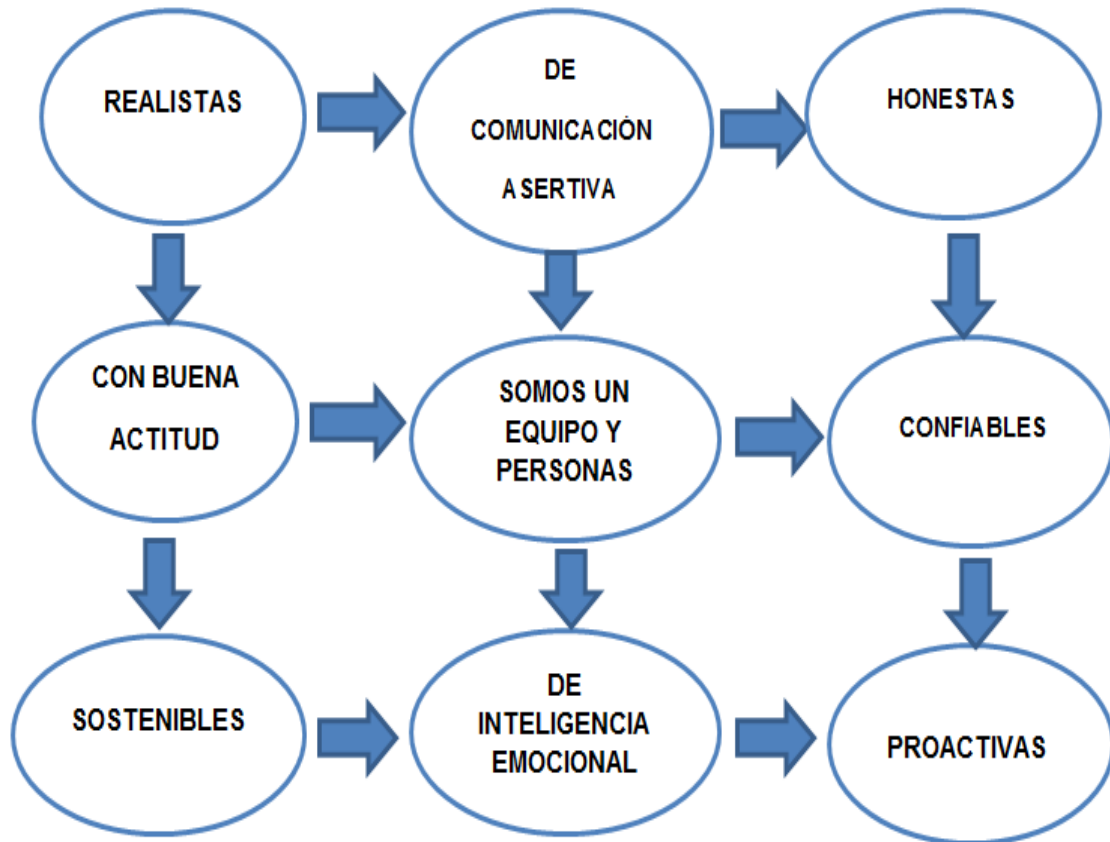 REALISTAS
DE
COMUNICACIÓN
ASERTIVA
HONESTAS
CON BUENA
ACTITUD
SOMOS UN
EQUIPO Y
PERSONAS
CONFIABLES
SOSTENIBLES
DE
INTELIGENCIA
EMOCIONAL
PROACTIVAS